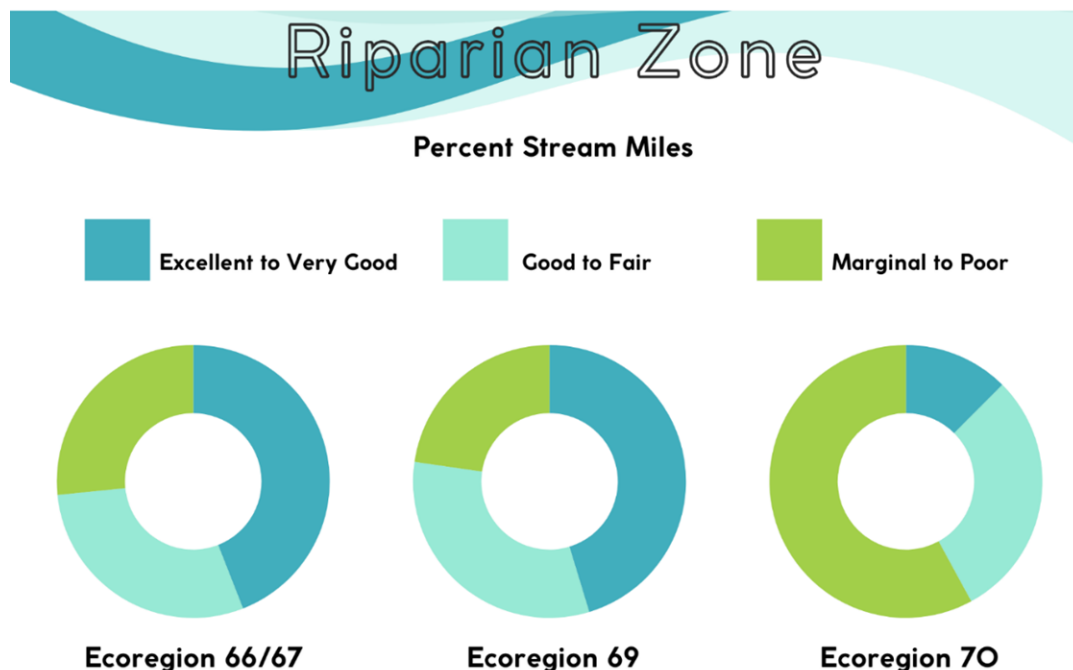 Riparian Zone
Percent Stream Miles
Excellent to Very Good
Good to Fair
Marginal to Poor
Ecoregion 66/67
Ecoregion 69
Ecoregion 70